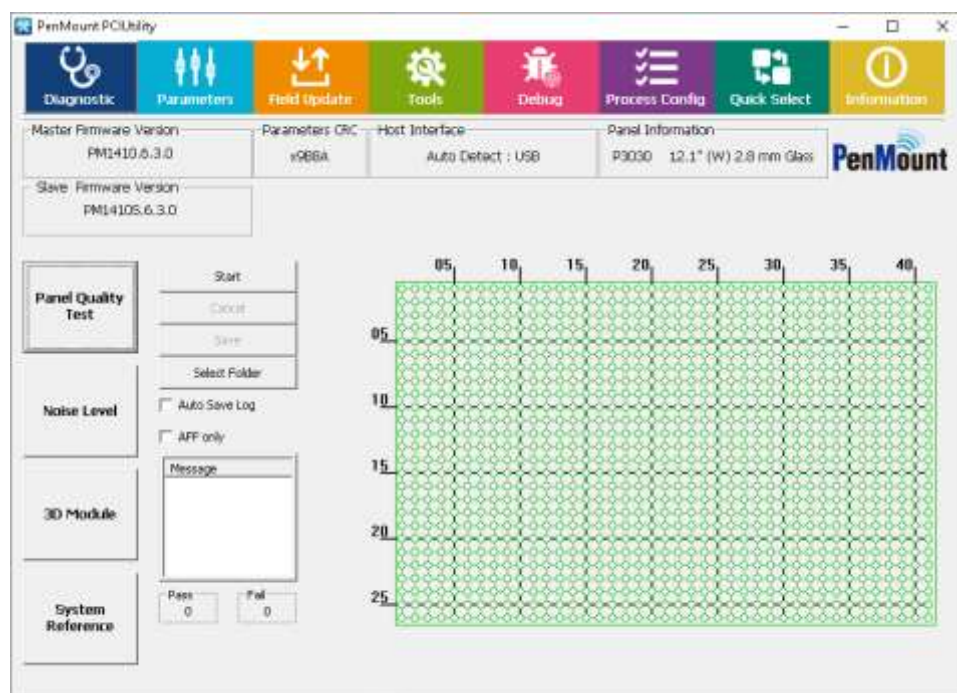 PenMount PCIUtility
Diagnostic Parameters Field Update Tools Debug Process Config Quick Select Information
Master Firmware Version Parameters CRC Host Interface Panel Information
PM1410.6.3.0 v9B8A Auto Detect : USB P3030 12.1" (W) 2.8 mm Glass PenMount
Slave Firmware Version
PM1410S.6.3.0
Panel Quality Test
Start
Cancel
Save
Select Folder
Auto Save Log
AFF only
Message
Pass Fail
0 0
Noise Level
3D Module
System Reference
05 10 15 20 25 30 35 40
05
10
15
20
25